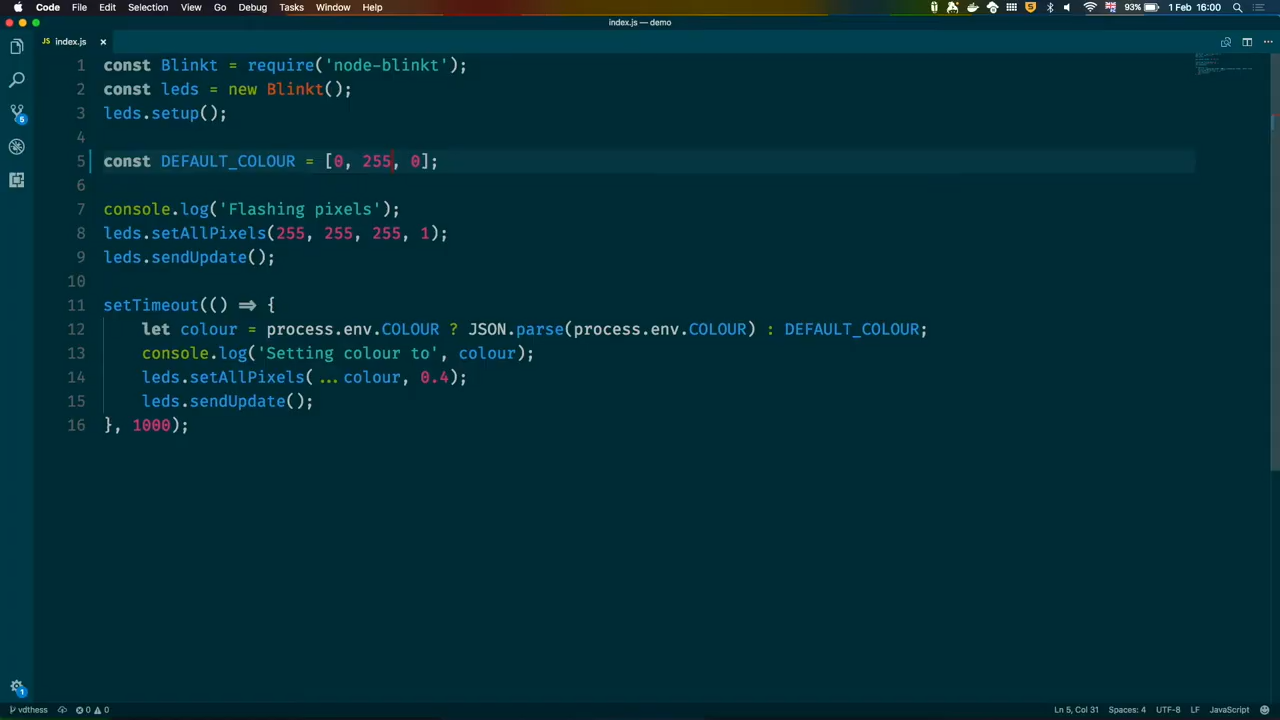 Code File Edit Selection View Go Debug Tasks Window Help 5 93% 1 Feb 16:00
index.js — demo
JS index.js
1 const Blinkt = require('node-blinkt');
2 const leds = new Blinkt();
3 leds.setup();
4
5 const DEFAULT_COLOUR = [0, 255, 0];
6
7 console.log('Flashing pixels');
8 leds.setAllPixels(255, 255, 255, 1);
9 leds.sendUpdate();
10
11 setTimeout(() => {
12 let colour = process.env.COLOUR ? JSON.parse(process.env.COLOUR) : DEFAULT_COLOUR;
13 console.log('Setting colour to', colour);
14 leds.setAllPixels(...colour, 0.4);
15 leds.sendUpdate();
16 }, 1000);
5
1
vdthess 0 0 Ln 5, Col 31 Spaces: 4 UTF-8 LF JavaScript